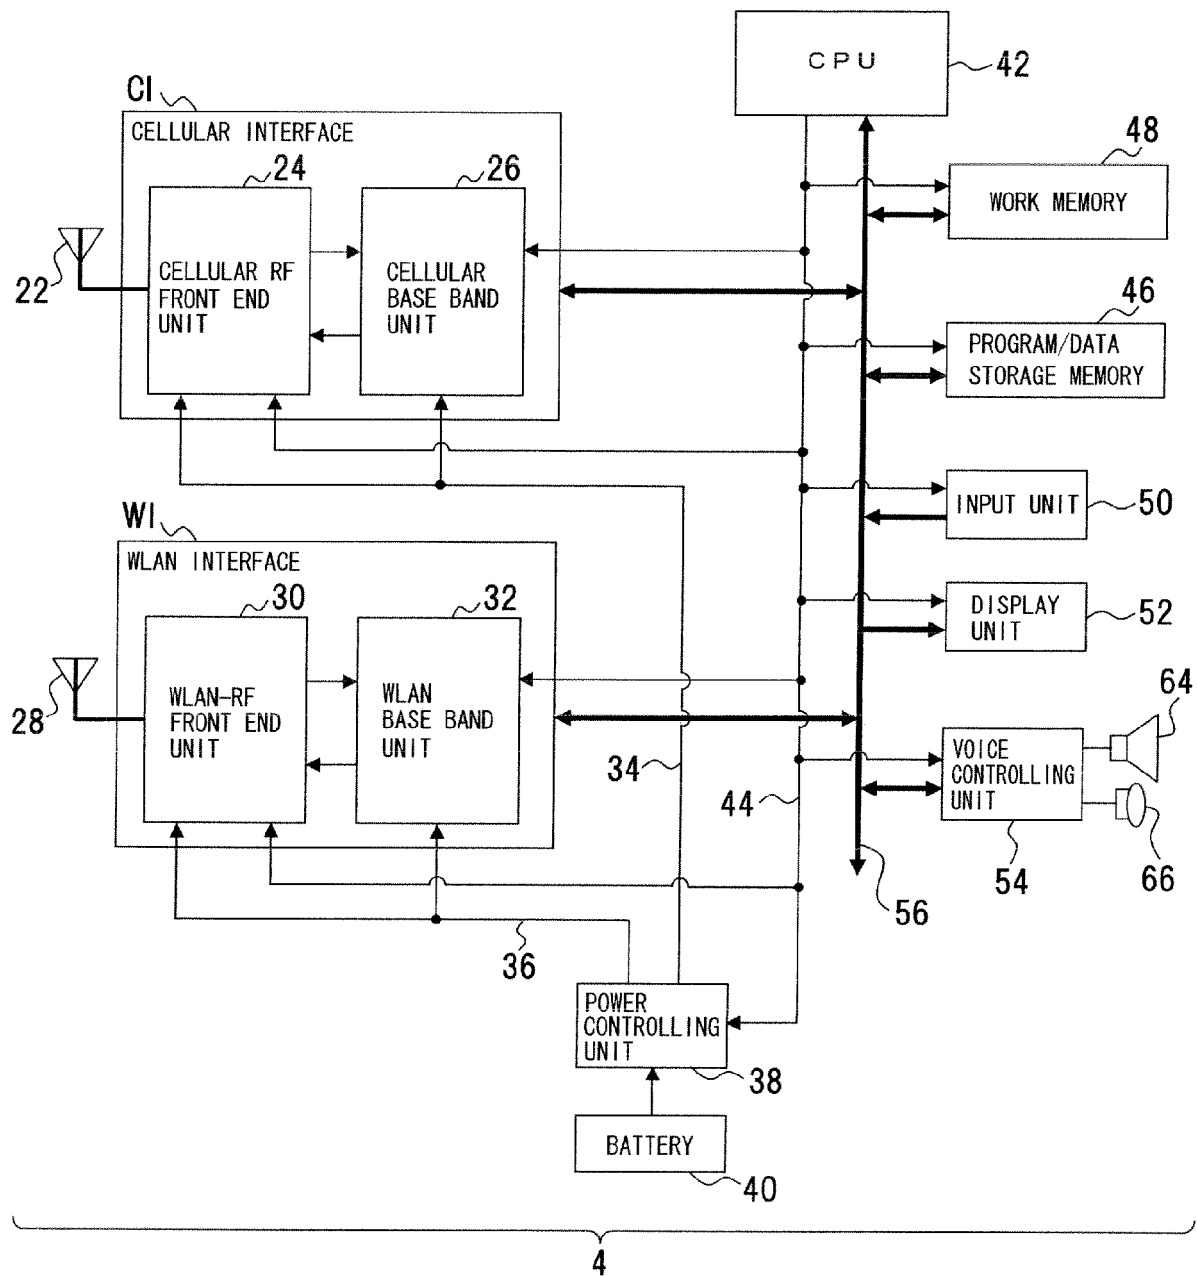 CPU
42
CI
CELLULAR INTERFACE
24
26
48
WORK MEMORY
22
CELLULAR RF
FRONT END
UNIT
CELLULAR
BASE BAND
UNIT
46
PROGRAM/DATA
STORAGE MEMORY
INPUT UNIT
50
WI
WLAN INTERFACE
30
32
DISPLAY
UNIT
52
28
WLAN-RF
FRONT END
UNIT
WLAN
BASE BAND
UNIT
64
34
44
VOICE
CONTROLLING
UNIT
54
66
56
36
POWER
CONTROLLING
UNIT
38
BATTERY
40
4